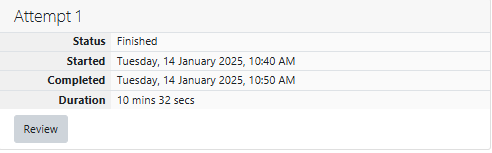 Attempt 1
Status Finished
Started Tuesday, 14 January 2025, 10:40 AM
Completed Tuesday, 14 January 2025, 10:50 AM
Duration 10 mins 32 secs
Review